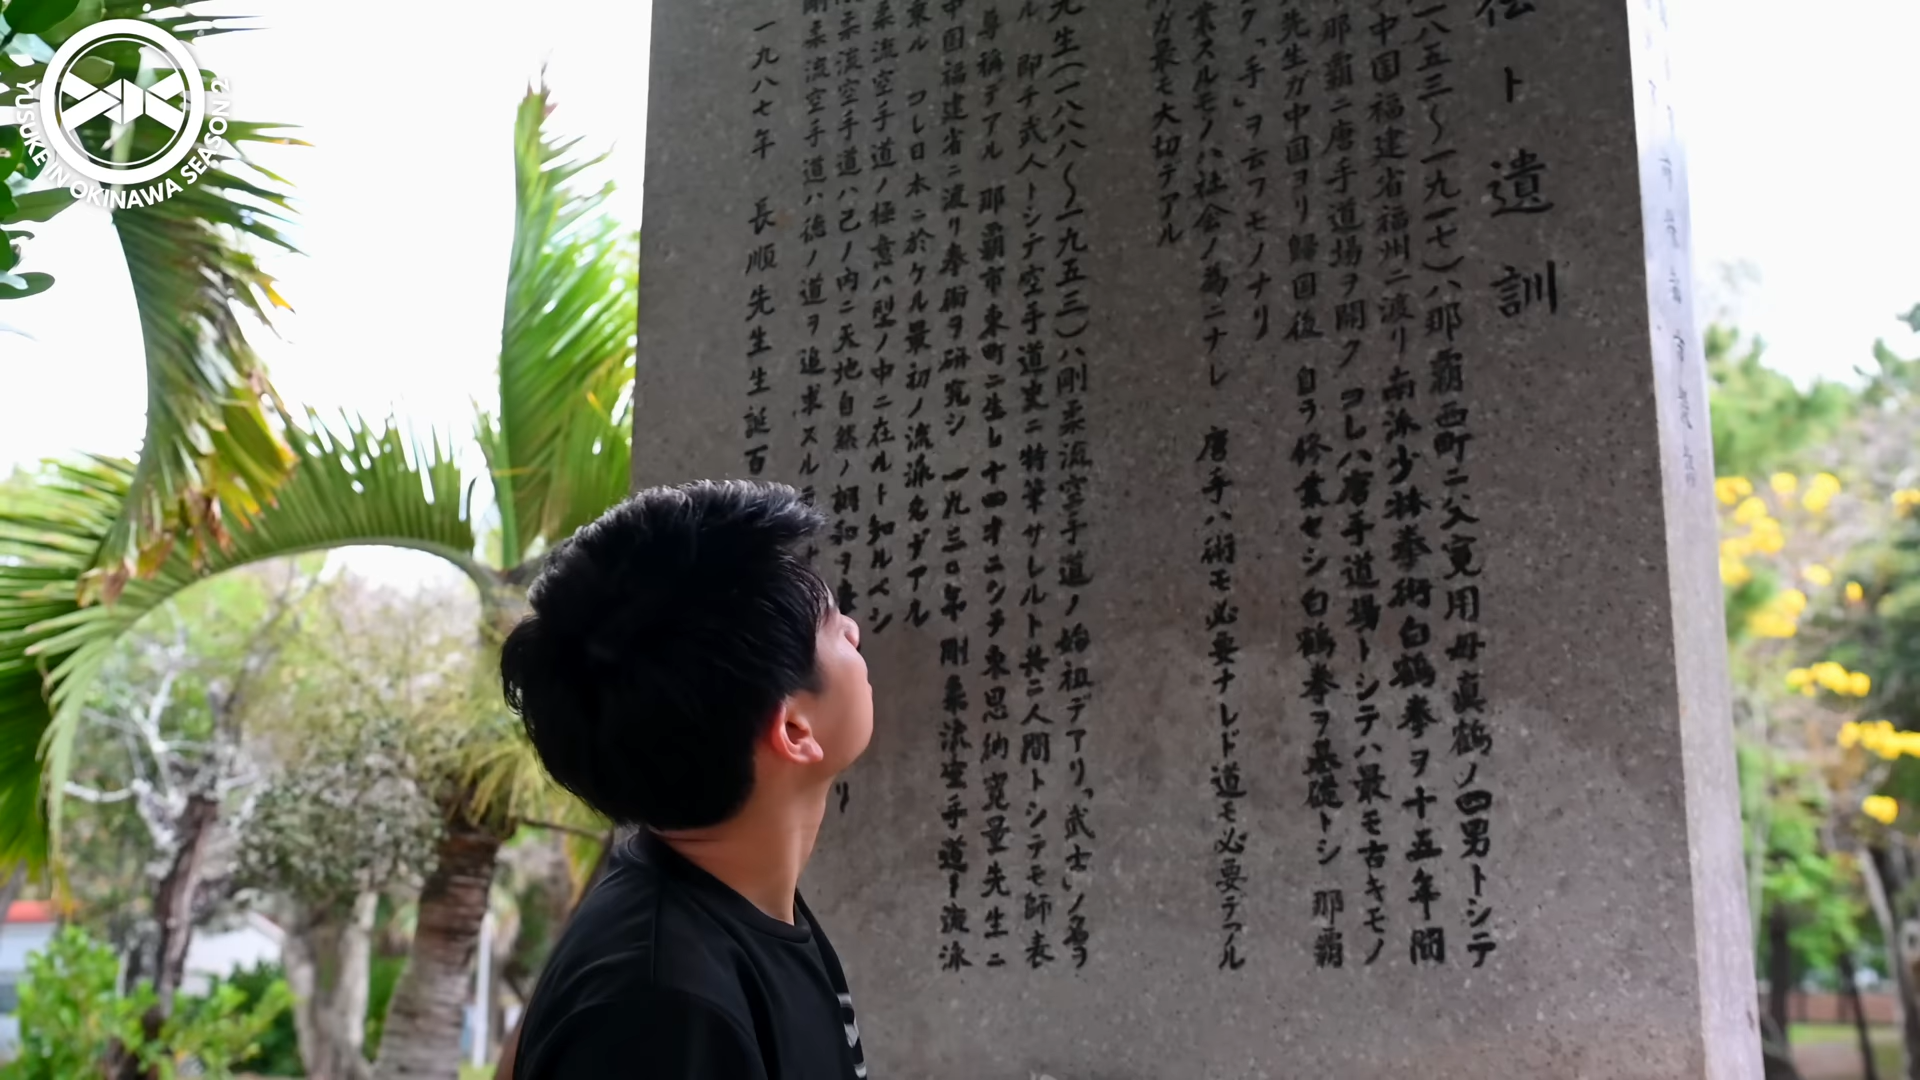 YUSUKE IN OKINAWA SEASON 2
伝ト遺訓
一八五三〜一九一七)ハ那覇西町ニ父寛用母真鶴ノ四男トシテ
中国福建省福州ニ渡リ南派少林拳術白鶴拳ヲ十五年間
那覇ニ唐手道場ヲ開ク コレハ唐手道場トシテハ最モ古キモノ
先生ガ中国ヨリ帰国後 自ラ修業セシ白鶴拳ヲ基礎トシ 那覇
ク「手」ヲ云フモノナリ
業スルモノハ社会ノ為ニナレ 唐手ハ術モ必要ナレド道モ必要デアル
ガ最モ大切デアル
先生(一八八八〜一九五三)ハ剛柔流空手道ノ始祖デアリ「武士」ノ名ヲ
ル 即チ武人トシテ空手道史ニ特筆サレルト共ニ人間トシテモ師表
尊稱デアル 那覇市東町ニ生レ十四才ニシテ東恩納寛量先生ニ
中国福建省ニ渡リ拳術ヲ研究シ 一九三〇年剛柔流空手道ト流派
東ル コレ日本ニ於ケル最初ノ流派名デアル
柔流空手道ノ極意ハ型ノ中ニ在ルト知ルベシ
柔流空手道ハ己ノ内ニ天地自然ノ調和ヲ
剛柔流空手道ハ徳ノ道ヲ追求スル
一九八七年 長順先生生誕百